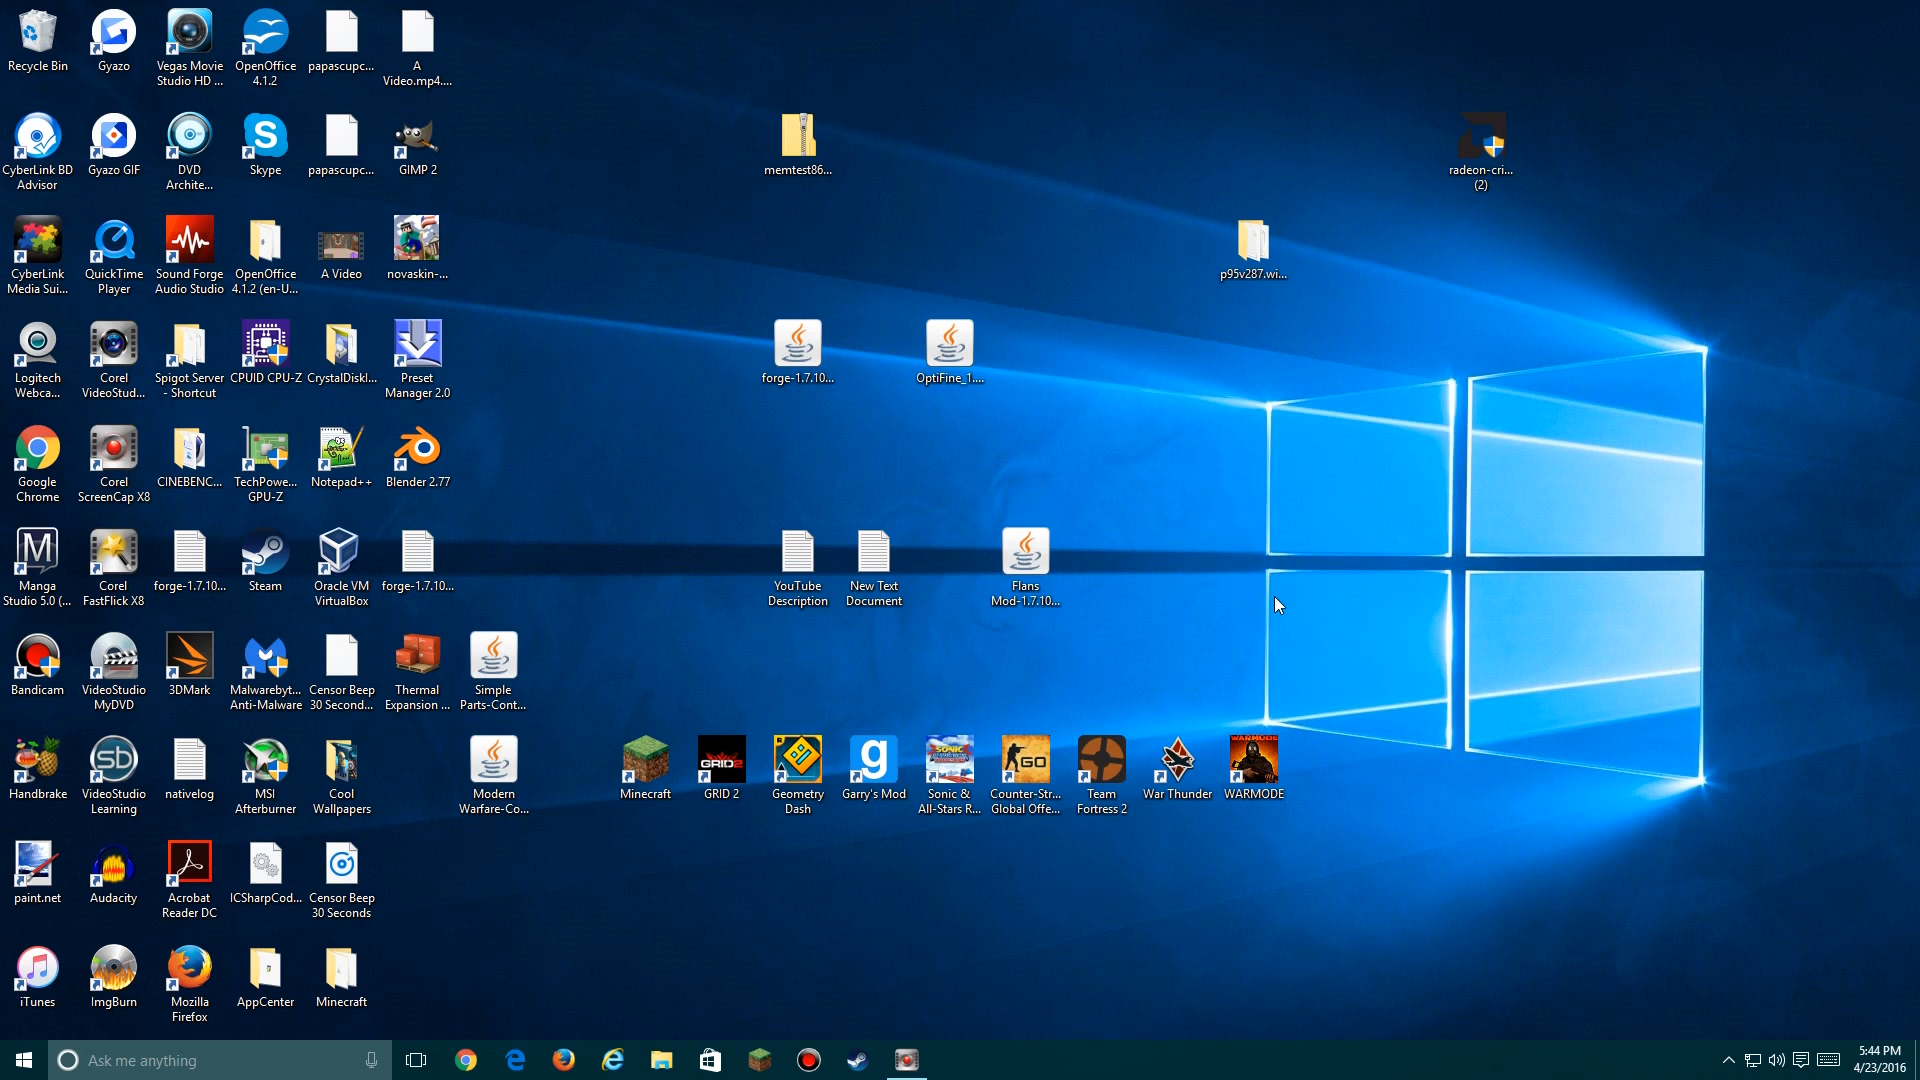 Recycle Bin
Gyazo
Vegas Movie
Studio HD ...
OpenOffice
4.1.2
papascupc...
A
Video.mp4....
CyberLink BD
Advisor
Gyazo GIF
DVD
Archite...
Skype
papascupc...
GIMP 2
memtest86...
radeon-cri...
(2)
CyberLink
Media Sui...
QuickTime
Player
Sound Forge
Audio Studio
OpenOffice
4.1.2 (en-U...
A Video
novaskin-...
p95v287.wi...
Logitech
Webca...
Corel
VideoStud...
Spigot Server
- Shortcut
CPUID CPU-Z
CrystalDiskI...
Preset
Manager 2.0
forge-1.7.10...
OptiFine_1....
Google
Chrome
Corel
ScreenCap X8
CINEBENC...
TechPowe...
GPU-Z
Notepad++
Blender 2.77
Manga
Studio 5.0 (...
Corel
FastFlick X8
forge-1.7.10...
Steam
Oracle VM
VirtualBox
forge-1.7.10...
YouTube
Description
New Text
Document
Flans
Mod-1.7.10...
Bandicam
VideoStudio
MyDVD
3DMark
Malwarebyt...
Anti-Malware
Censor Beep
30 Second...
Thermal
Expansion ...
Simple
Parts-Cont...
Handbrake
VideoStudio
Learning
nativelog
MSI
Afterburner
Cool
Wallpapers
Modern
Warfare-Co...
Minecraft
GRID 2
Geometry
Dash
Garry's Mod
Sonic &
All-Stars R...
Counter-Str...
Global Offe...
Team
Fortress 2
War Thunder
WARMODE
paint.net
Audacity
Acrobat
Reader DC
ICSharpCod...
Censor Beep
30 Seconds
iTunes
ImgBurn
Mozilla
Firefox
AppCenter
Minecraft
Ask me anything
5:44 PM
4/23/2016